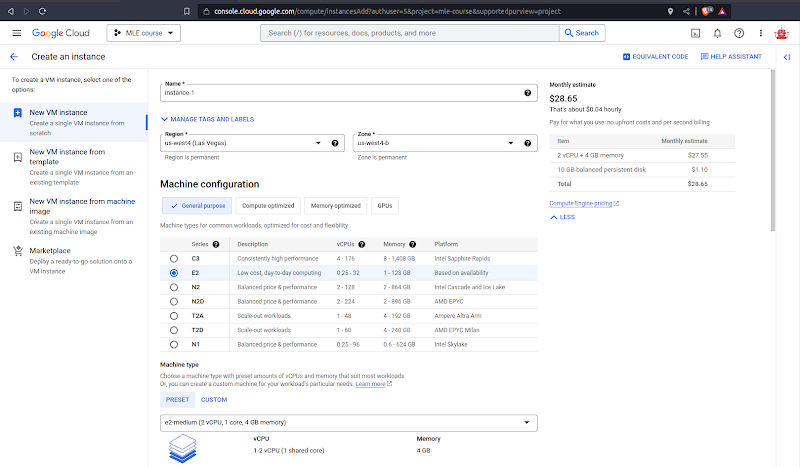 console.cloud.google.com/compute/instancesAdd?authuser=5&project=mle-course&supportedpurview=project
Google Cloud
MLE course
Search (/) for resources, docs, products, and more
Search
Create an instance
EQUIVALENT CODE
HELP ASSISTANT
To create a VM instance, select one of the
options:
New VM instance
Create a single VM instance from
scratch
New VM instance from
template
Create a single VM instance from
an existing template
New VM instance from machine
image
Create a single VM instance from
an existing machine image
Marketplace
Deploy a ready-to-go solution onto
a VM instance
Name *
instance-1
MANAGE TAGS AND LABELS
Region *
us-west4 (Las Vegas)
Region is permanent
Zone *
us-west4-b
Zone is permanent
Machine configuration
General purpose
Compute optimized
Memory optimized
GPUs
Machine types for common workloads, optimized for cost and flexibility
Series Description vCPUs Memory Platform
C3 Consistently high performance 4 - 176 8 - 1,408 GB Intel Sapphire Rapids
E2 Low cost, day-to-day computing 0.25 - 32 1 - 128 GB Based on availability
N2 Balanced price & performance 2 - 128 2 - 864 GB Intel Cascade and Ice Lake
N2D Balanced price & performance 2 - 224 2 - 896 GB AMD EPYC
T2A Scale-out workloads 1 - 48 4 - 192 GB Ampere Altra Arm
T2D Scale-out workloads 1 - 60 4 - 240 GB AMD EPYC Milan
N1 Balanced price & performance 0.25 - 96 0.6 - 624 GB Intel Skylake
Machine type
Choose a machine type with preset amounts of vCPUs and memory that suit most workloads.
Or, you can create a custom machine for your workload's particular needs. Learn more
PRESET
CUSTOM
e2-medium (2 vCPU, 1 core, 4 GB memory)
vCPU
1-2 vCPU (1 shared core)
Memory
4 GB
Monthly estimate
$28.65
That's about $0.04 hourly
Pay for what you use: no upfront costs and per second billing
Item Monthly estimate
2 vCPU + 4 GB memory $27.55
10 GB balanced persistent disk $1.10
Total $28.65
Compute Engine pricing
LESS